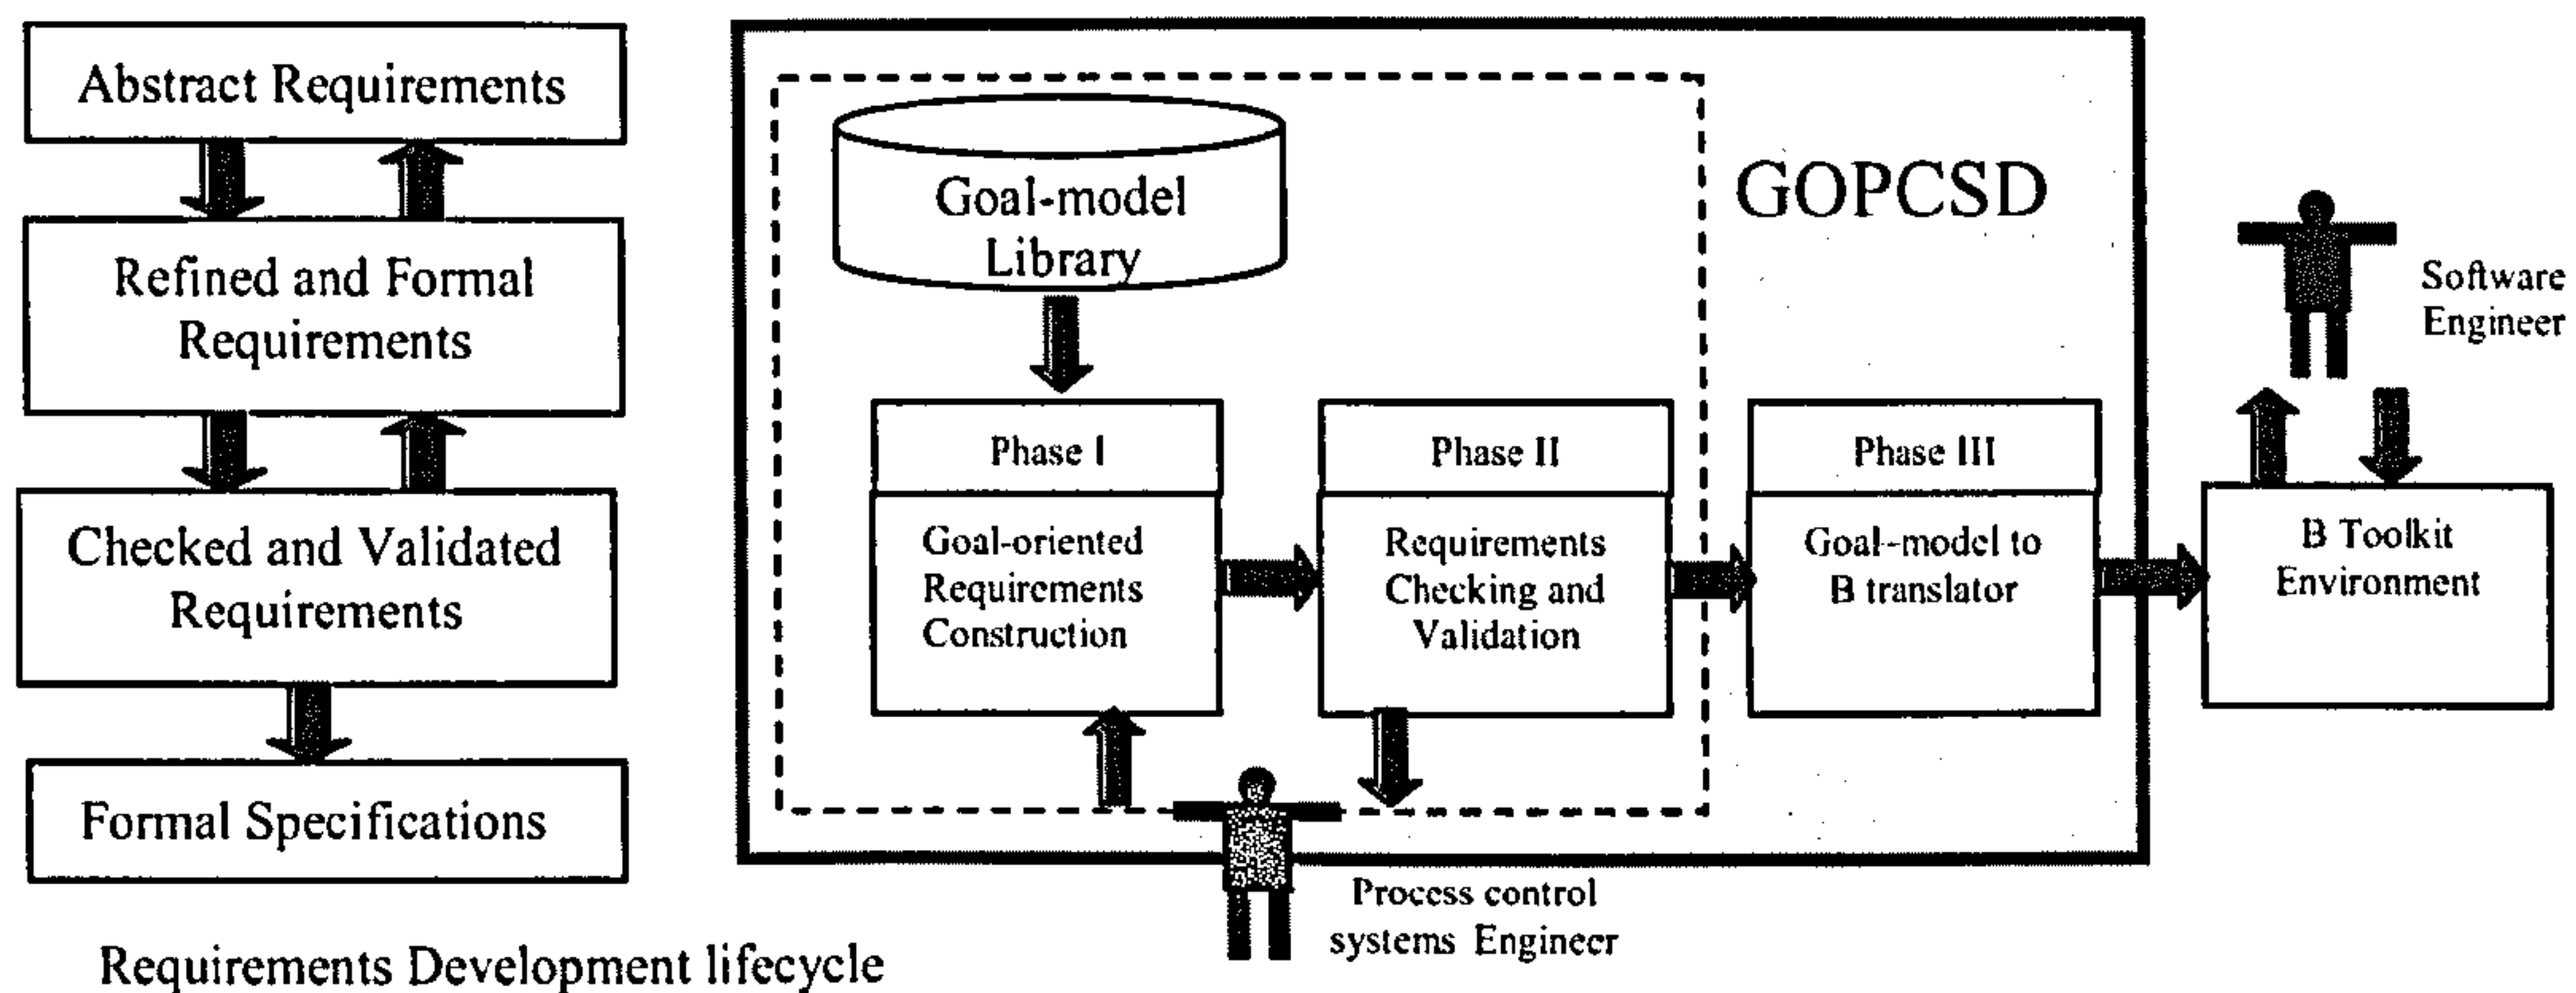 Abstract Requirements
Refined and Formal
Requirements
Checked and Validated
Requirements
Formal Specifications
Requirements Development lifecycle
Goal-model
Library
GOPCSD
Phase I
Goal-oriented
Requirements
Construction
Phase II
Requirements
Checking and
Validation
Phase III
Goal-model to
B translator
Process control
systems Engineer
Software
Engineer
B Toolkit
Environment